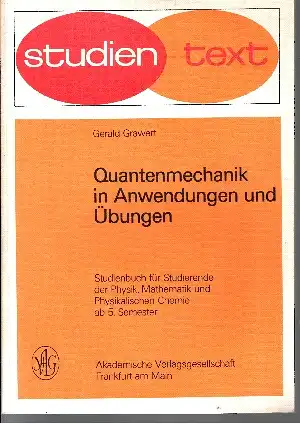 studien text
Gerald Grawert
Quantenmechanik
in Anwendungen und
Übungen
Studienbuch für Studierende
der Physik, Mathematik und
Physikalischen Chemie
ab 5. Semester
Akademische Verlagsgesellschaft
Frankfurt am Main